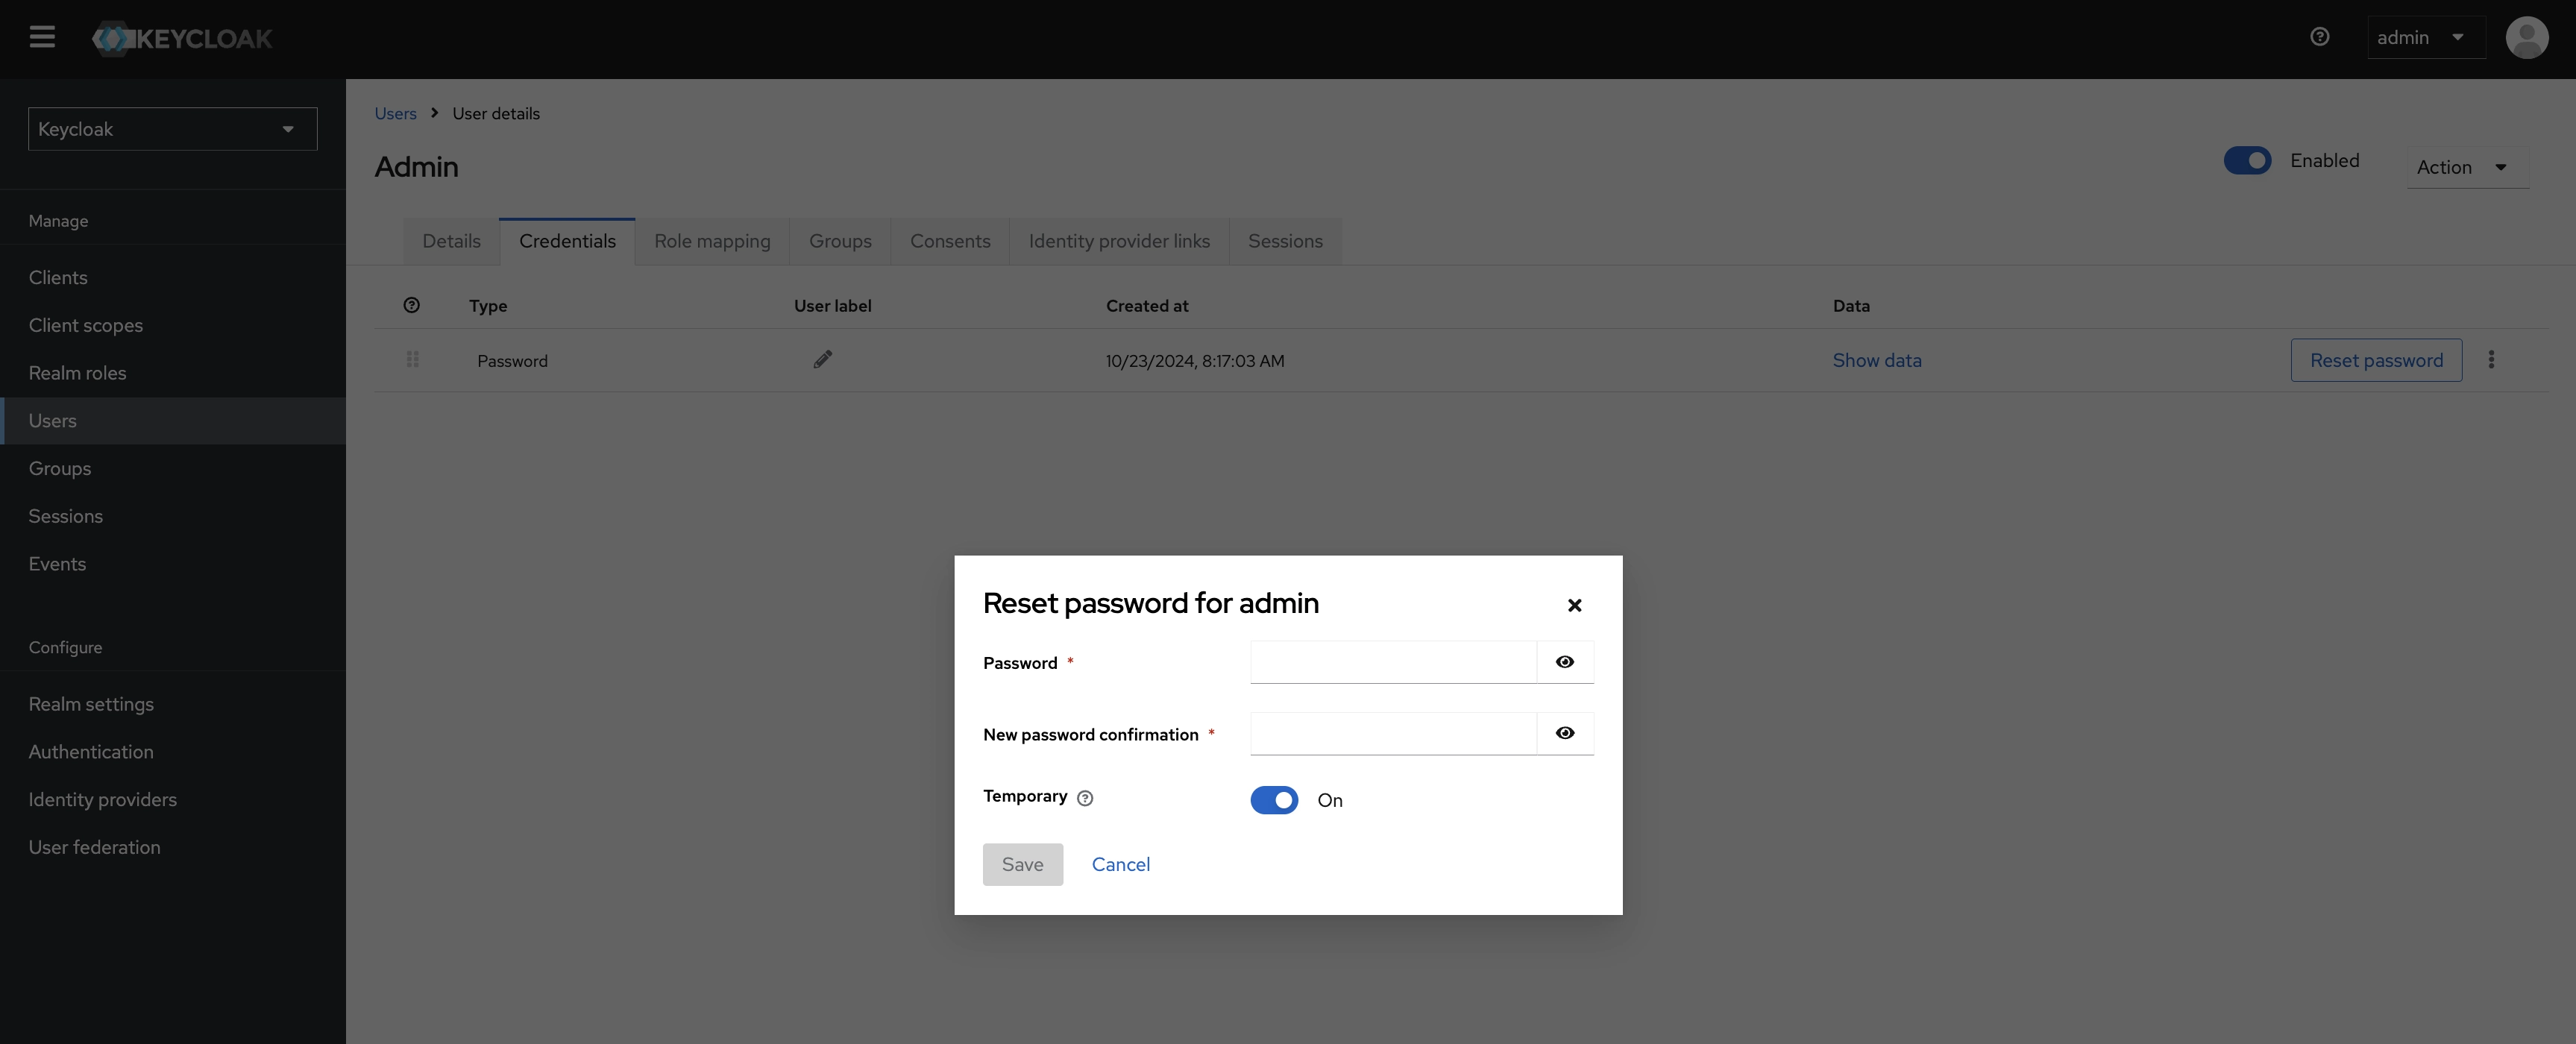 KEYCLOAK
admin
Keycloak
Manage
Clients
Client scopes
Realm roles
Users
Groups
Sessions
Events
Configure
Realm settings
Authentication
Identity providers
User federation
Users > User details
Admin
Enabled
Action
Details Credentials Role mapping Groups Consents Identity provider links Sessions
Type User label Created at Data
Password 10/23/2024, 8:17:03 AM Show data Reset password
Reset password for admin
Password *
New password confirmation *
Temporary On
Save Cancel